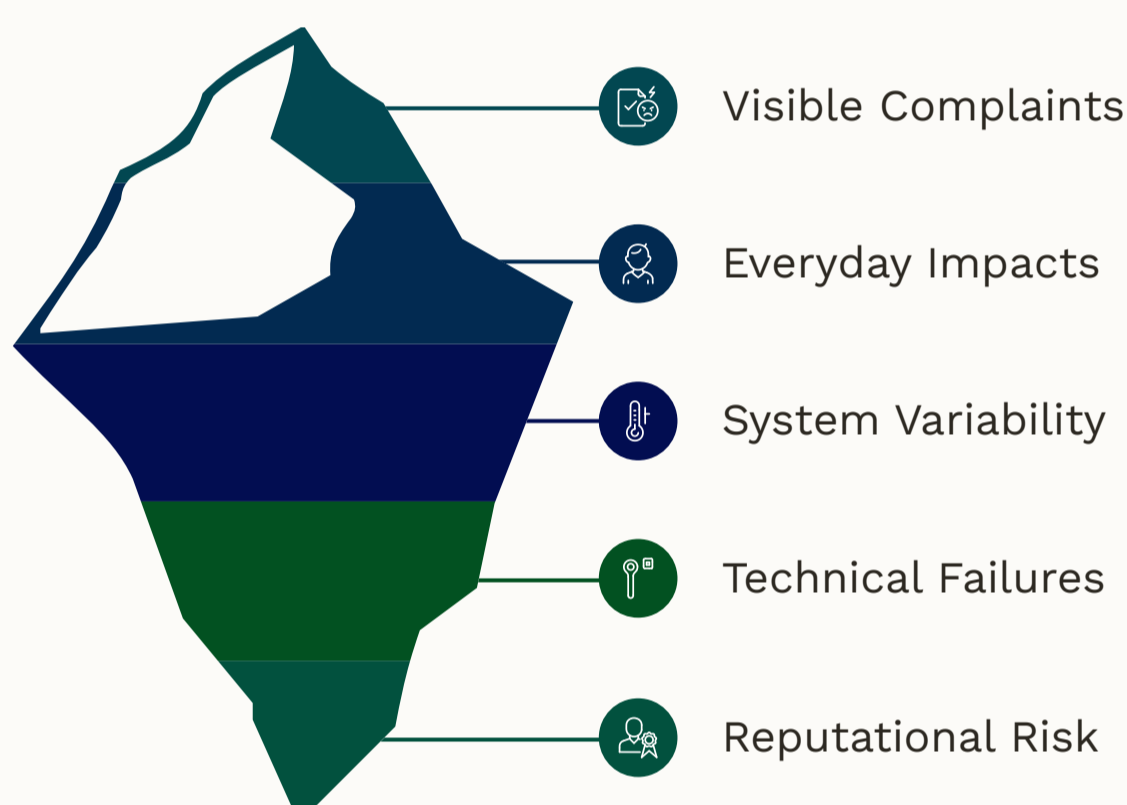 Visible Complaints
Everyday Impacts
System Variability
Technical Failures
Reputational Risk